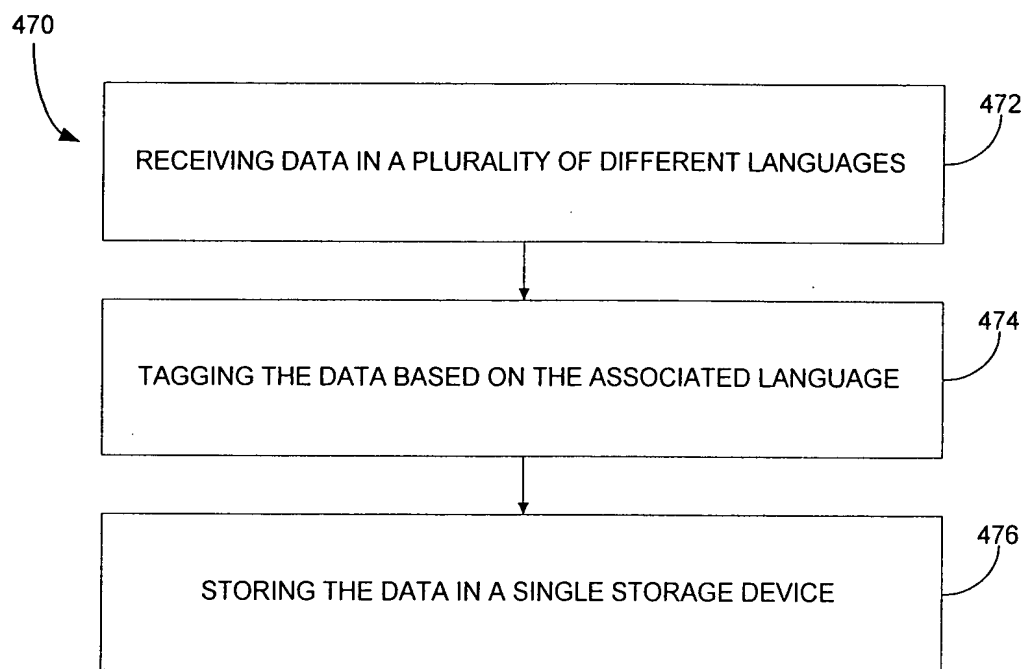 470
472
RECEIVING DATA IN A PLURALITY OF DIFFERENT LANGUAGES
474
TAGGING THE DATA BASED ON THE ASSOCIATED LANGUAGE
476
STORING THE DATA IN A SINGLE STORAGE DEVICE